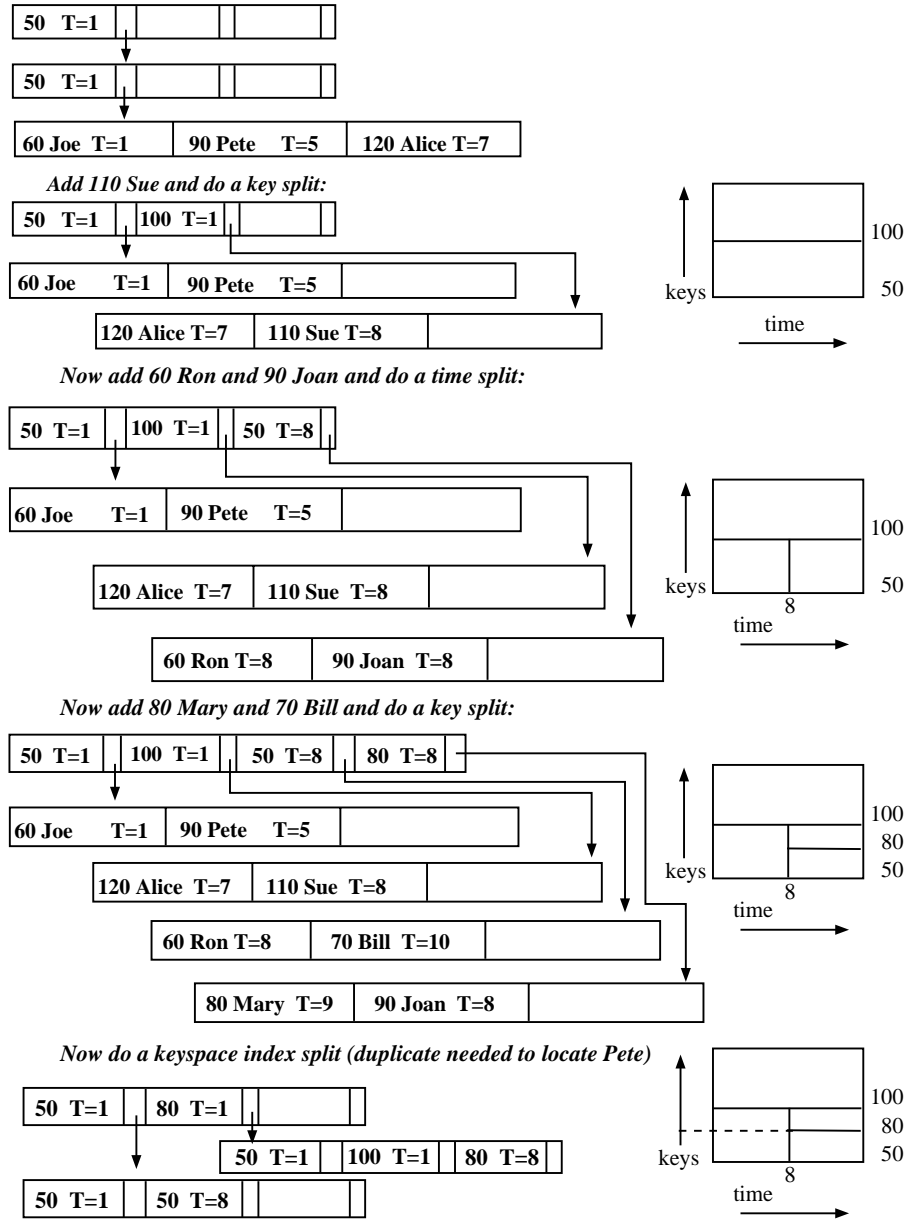 50 T=1
50 T=1
60 Joe T=1 90 Pete T=5 120 Alice T=7
Add 110 Sue and do a key split:
50 T=1 100 T=1
60 Joe T=1 90 Pete T=5
120 Alice T=7 110 Sue T=8
keys
100
50
time
Now add 60 Ron and 90 Joan and do a time split:
50 T=1 100 T=1 50 T=8
60 Joe T=1 90 Pete T=5
120 Alice T=7 110 Sue T=8
60 Ron T=8 90 Joan T=8
keys
100
50
8
time
Now add 80 Mary and 70 Bill and do a key split:
50 T=1 100 T=1 50 T=8 80 T=8
60 Joe T=1 90 Pete T=5
120 Alice T=7 110 Sue T=8
60 Ron T=8 70 Bill T=10
80 Mary T=9 90 Joan T=8
keys
100
80
50
8
time
Now do a keyspace index split (duplicate needed to locate Pete)
50 T=1 80 T=1
50 T=1 100 T=1 80 T=8
50 T=1 50 T=8
keys
100
80
50
8
time